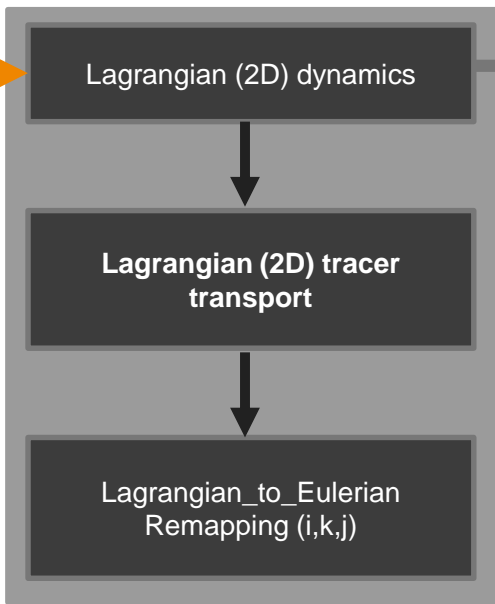 Lagrangian (2D) dynamics
Lagrangian (2D) tracer
transport
Lagrangian_to_Eulerian
Remapping (i,k,j)